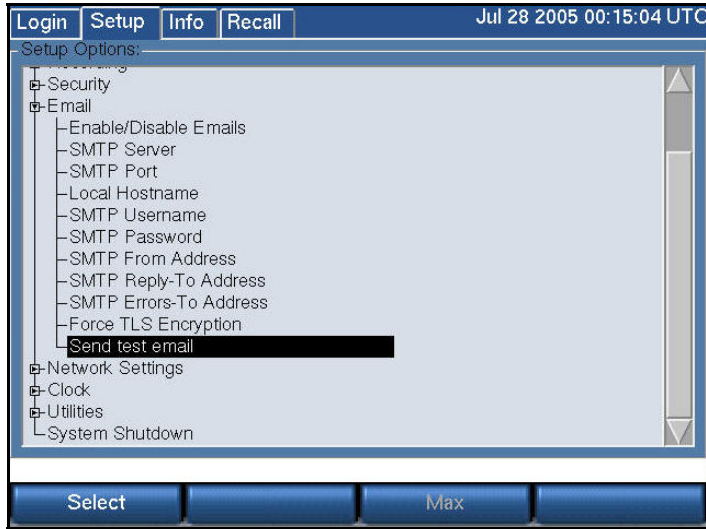 Login Setup Info Recall Jul 28 2005 00:15:04 UTC
Setup Options:
Security
Email
Enable/Disable Emails
SMTP Server
SMTP Port
Local Hostname
SMTP Username
SMTP Password
SMTP From Address
SMTP Reply-To Address
SMTP Errors-To Address
Force TLS Encryption
Send test email
Network Settings
Clock
Utilities
System Shutdown
Select Max